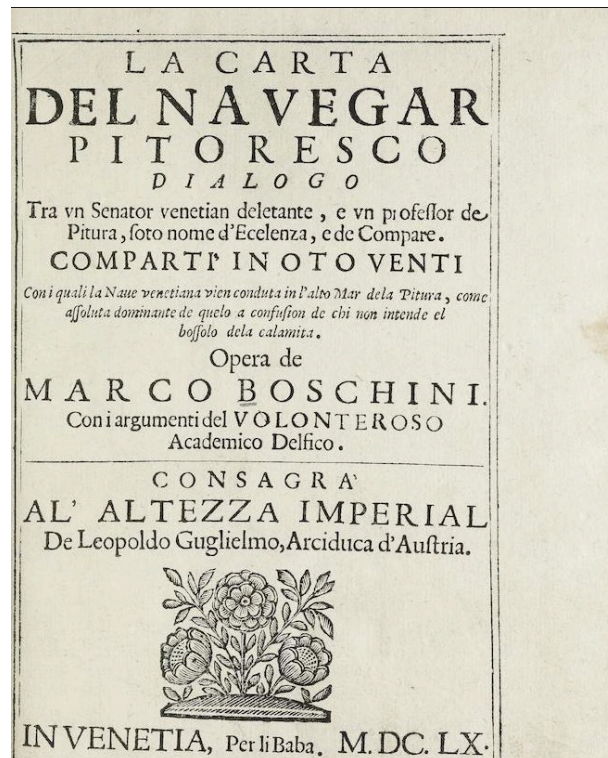 LA CARTA
DEL NAVEGAR
PITORESCO
DIALOGO
Tra vn Senator venetian deletante, e vn profeſſor de
Pitura, ſoto nome d'Ecelenza, e de Compare.
COMPARTI' IN OTO VENTI
Con i quali la Naue venetiana vien conduta in l'alto Mar dela Pitura, come
aſſoluta dominante de quelo a confuſion de chi non intende el
boſſolo dela calamita.
Opera de
MARCO BOSCHINI.
Con i argumenti del VOLONTEROSO
Academico Delfico.
CONSAGRA'
AL' ALTEZZA IMPERIAL
De Leopoldo Guglielmo, Arciduca d'Auſtria.
IN VENETIA, Per li Baba. M. DC. LX.